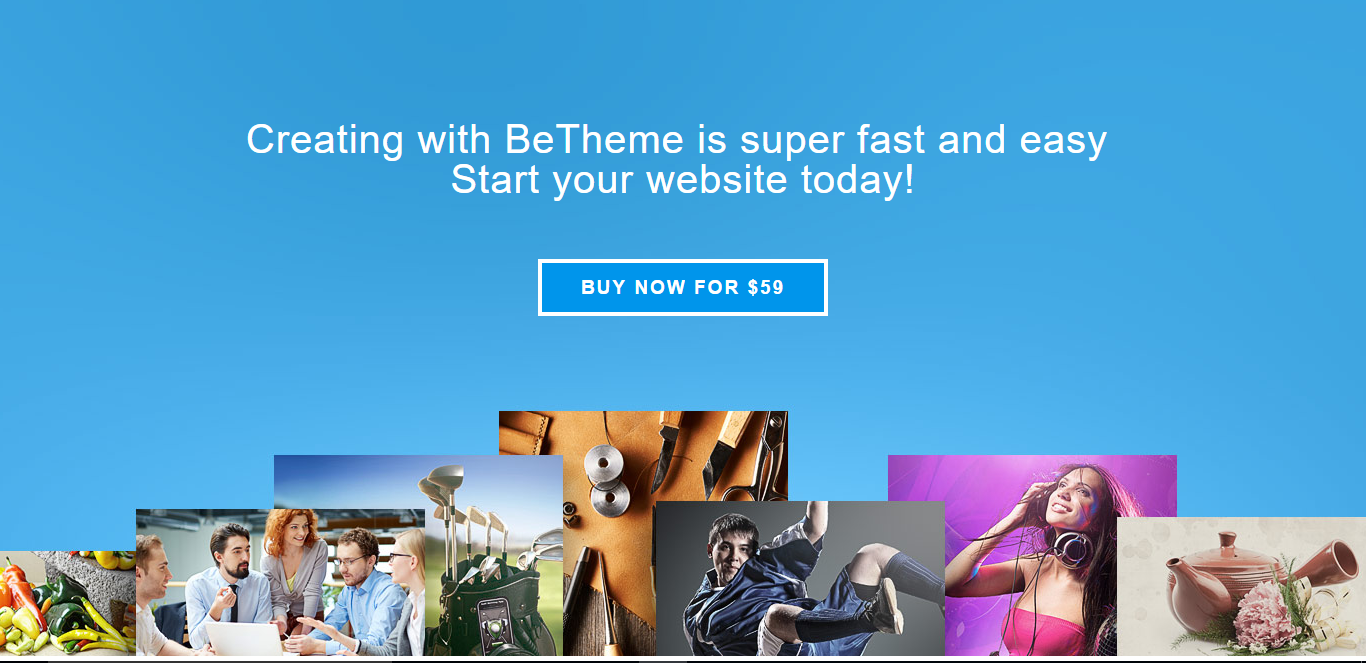 Creating with BeTheme is super fast and easy
Start your website today!
BUY NOW FOR $59